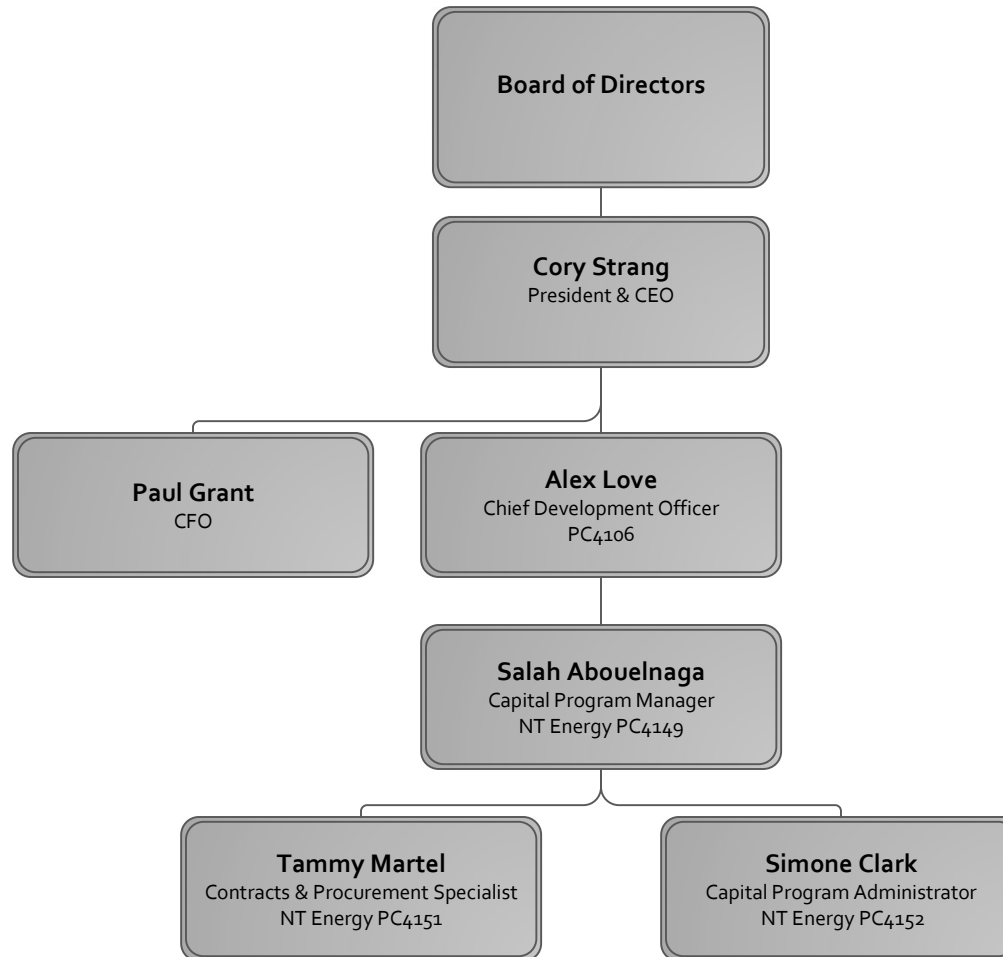 Board of Directors
Cory Strang
President & CEO
Paul Grant
CFO
Alex Love
Chief Development Officer
PC4106
Salah Abouelnaga
Capital Program Manager
NT Energy PC4149
Tammy Martel
Contracts & Procurement Specialist
NT Energy PC4151
Simone Clark
Capital Program Administrator
NT Energy PC4152